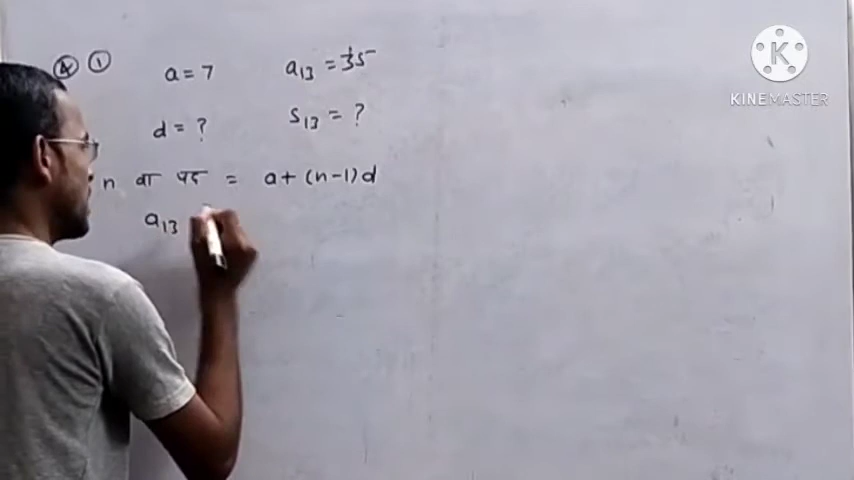 ④ ① a = 7 a₁₃ = 35
d = ? S₁₃ = ?
n वा पद = a + (n-1)d
a₁₃
K
KINEMASTER